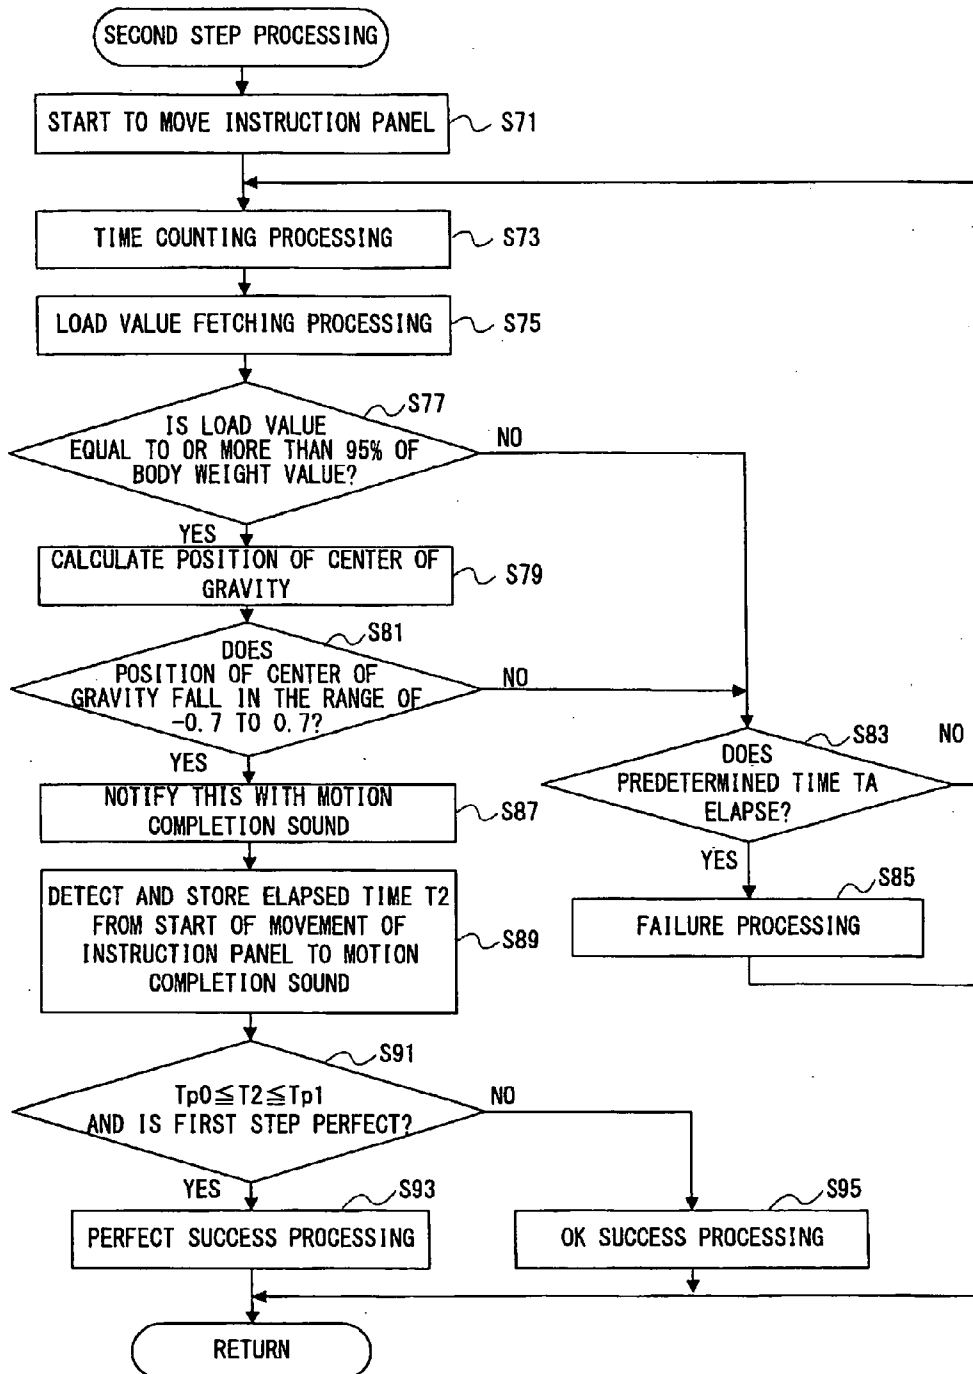 SECOND STEP PROCESSING
START TO MOVE INSTRUCTION PANEL
S71
TIME COUNTING PROCESSING
S73
LOAD VALUE FETCHING PROCESSING
S75
S77
IS LOAD VALUE
EQUAL TO OR MORE THAN 95% OF
BODY WEIGHT VALUE?
NO
YES
CALCULATE POSITION OF CENTER OF
GRAVITY
S79
S81
DOES
POSITION OF CENTER OF
GRAVITY FALL IN THE RANGE OF
-0.7 TO 0.7?
NO
YES
S83
NO
DOES
PREDETERMINED TIME TA
ELAPSE?
YES
S85
FAILURE PROCESSING
NOTIFY THIS WITH MOTION
COMPLETION SOUND
S87
DETECT AND STORE ELAPSED TIME T2
FROM START OF MOVEMENT OF
INSTRUCTION PANEL TO MOTION
COMPLETION SOUND
S89
S91
Tp0≦T2≦Tp1
AND IS FIRST STEP PERFECT?
NO
YES
S93
PERFECT SUCCESS PROCESSING
S95
OK SUCCESS PROCESSING
RETURN